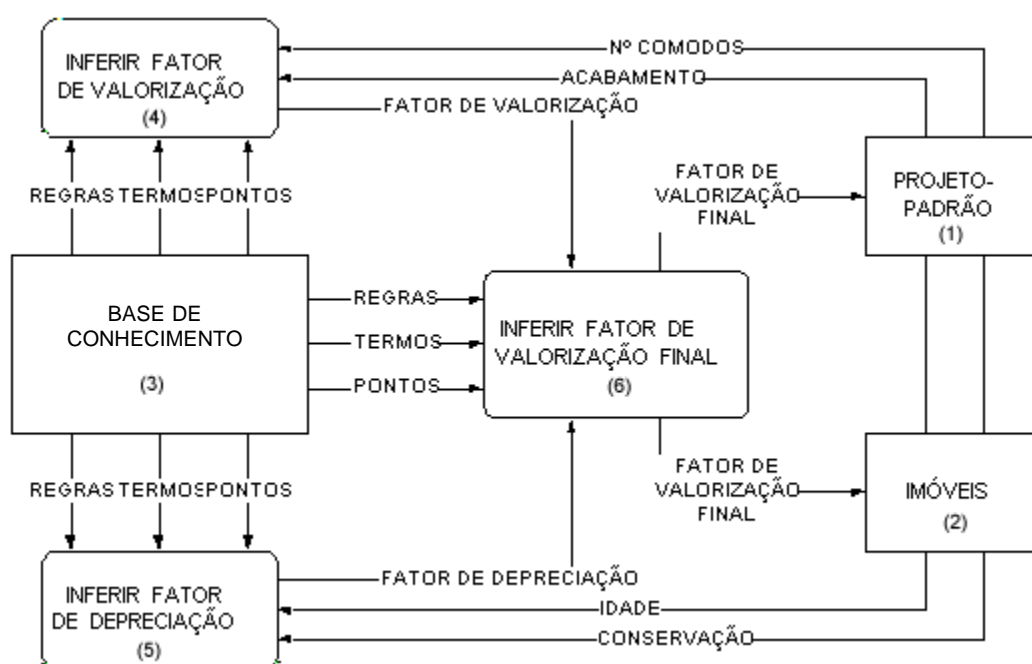 INFERIR FATOR
DE VALORIZAÇÃO
(4)
Nº COMODOS
ACABAMENTO
FATOR DE VALORIZAÇÃO
REGRAS TERMOS PONTOS
FATOR DE
VALORIZAÇÃO
FINAL
PROJETO-
PADRÃO
(1)
BASE DE
CONHECIMENTO
(3)
REGRAS
TERMOS
PONTOS
INFERIR FATOR DE
VALORIZAÇÃO FINAL
(6)
REGRAS TERMOS PONTOS
FATOR DE
VALORIZAÇÃO
FINAL
IMÓVEIS
(2)
INFERIR FATOR
DE DEPRECIAÇÃO
(5)
FATOR DE DEPRECIAÇÃO
IDADE
CONSERVAÇÃO